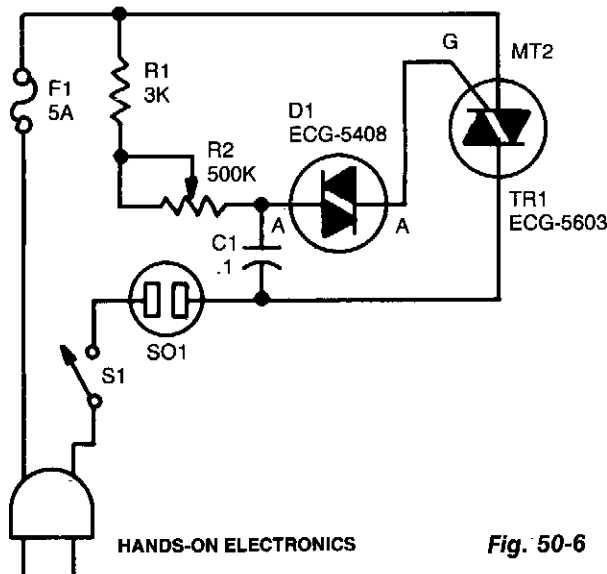 G
MT2
F1
5A
R1
3K
D1
ECG-5408
R2
500K
A
A
TR1
ECG-5603
C1
.1
SO1
S1
HANDS-ON ELECTRONICS
Fig. 50-6